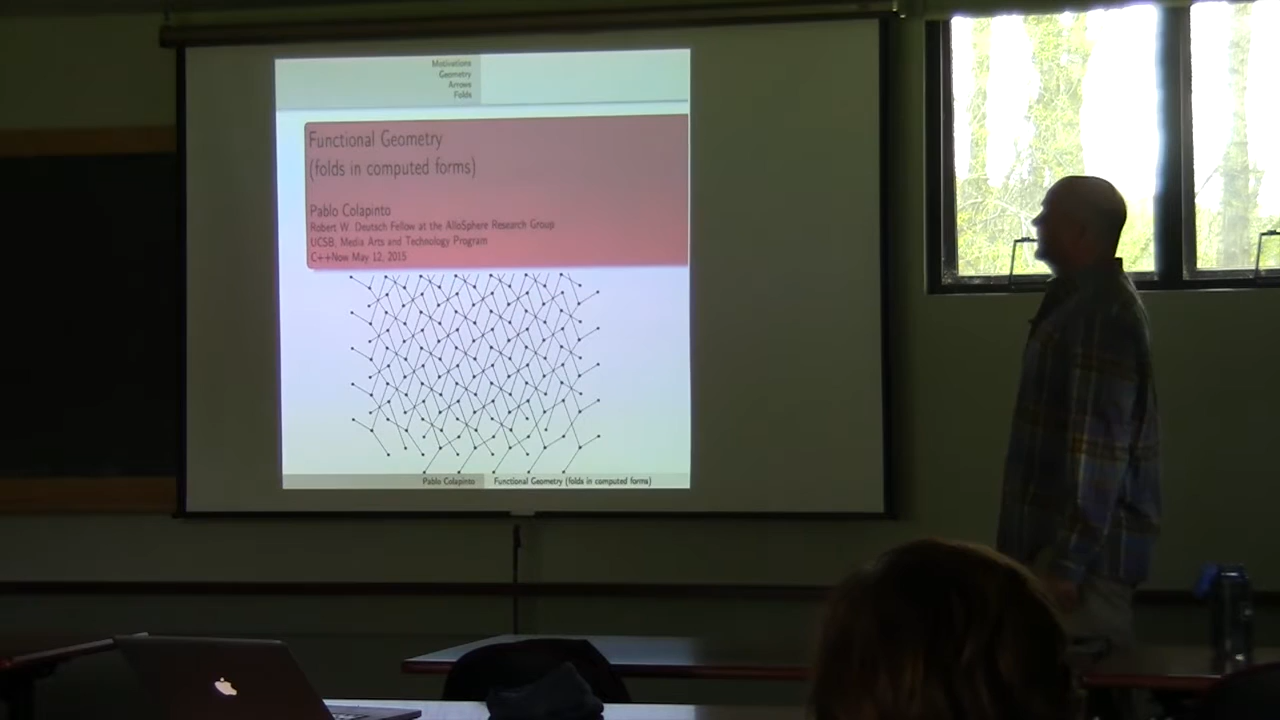 Motivations
Geometry
Arrows
Folds
Functional Geometry
(folds in computed forms)
Pablo Colapinto
Robert W. Deutsch Fellow at the AlloSphere Research Group
UCSB, Media Arts and Technology Program
C++Now May 12, 2015
Pablo Colapinto
Functional Geometry (folds in computed forms)